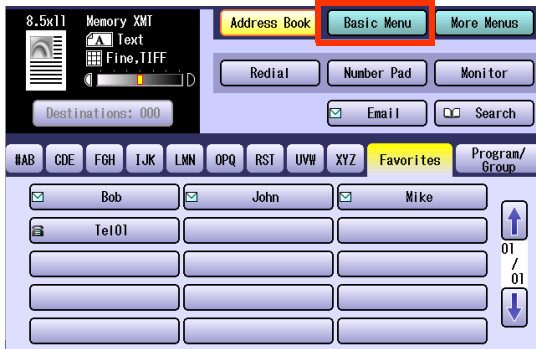 8.5x11 Memory XMT
A Text
Fine,TIFF
D
Destinations: 000
Address Book Basic Menu More Menus
Redial Number Pad Monitor
Email Search
#AB CDE FGH IJK LMN OPQ RST UVW XYZ Favorites Program/
Group
Bob John Mike
Tel01
01
/
01